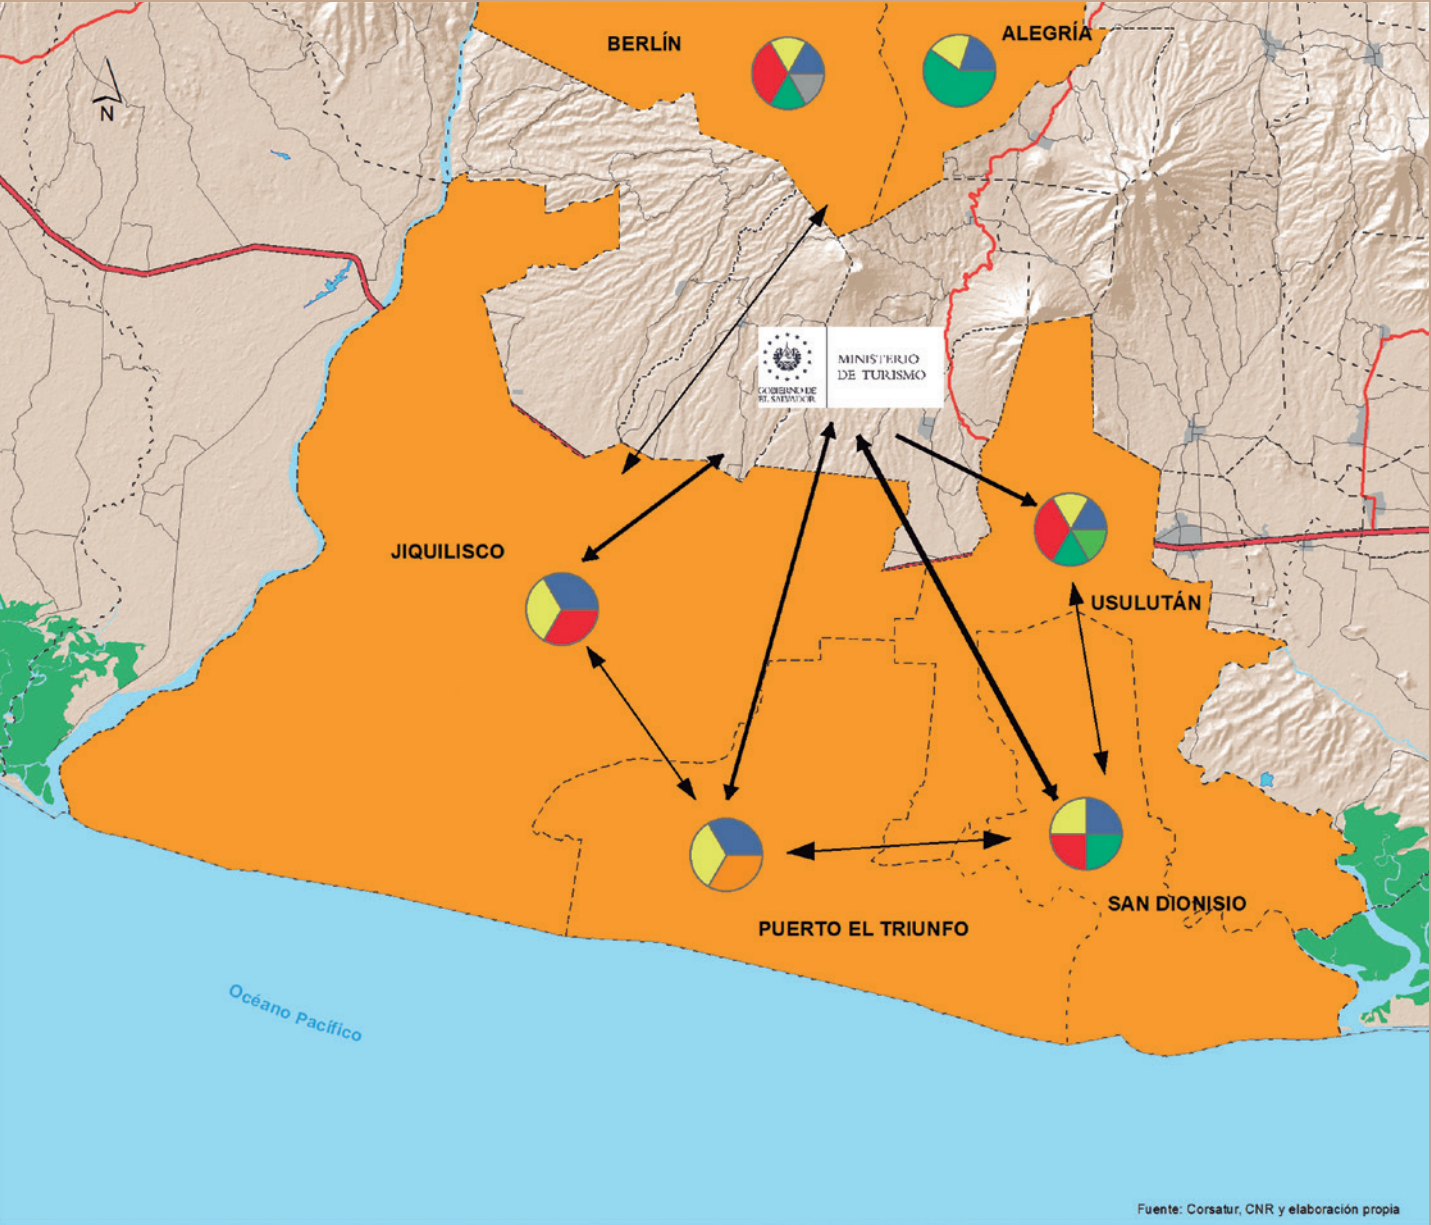 BERLÍN
ALEGRÍA
N
MINISTERIO
DE TURISMO
GOBIERNO DE
EL SALVADOR
JIQUILISCO
USULUTÁN
SAN DIONISIO
PUERTO EL TRIUNFO
Océano Pacífico
Fuente: Corsatur, CNR y elaboración propia